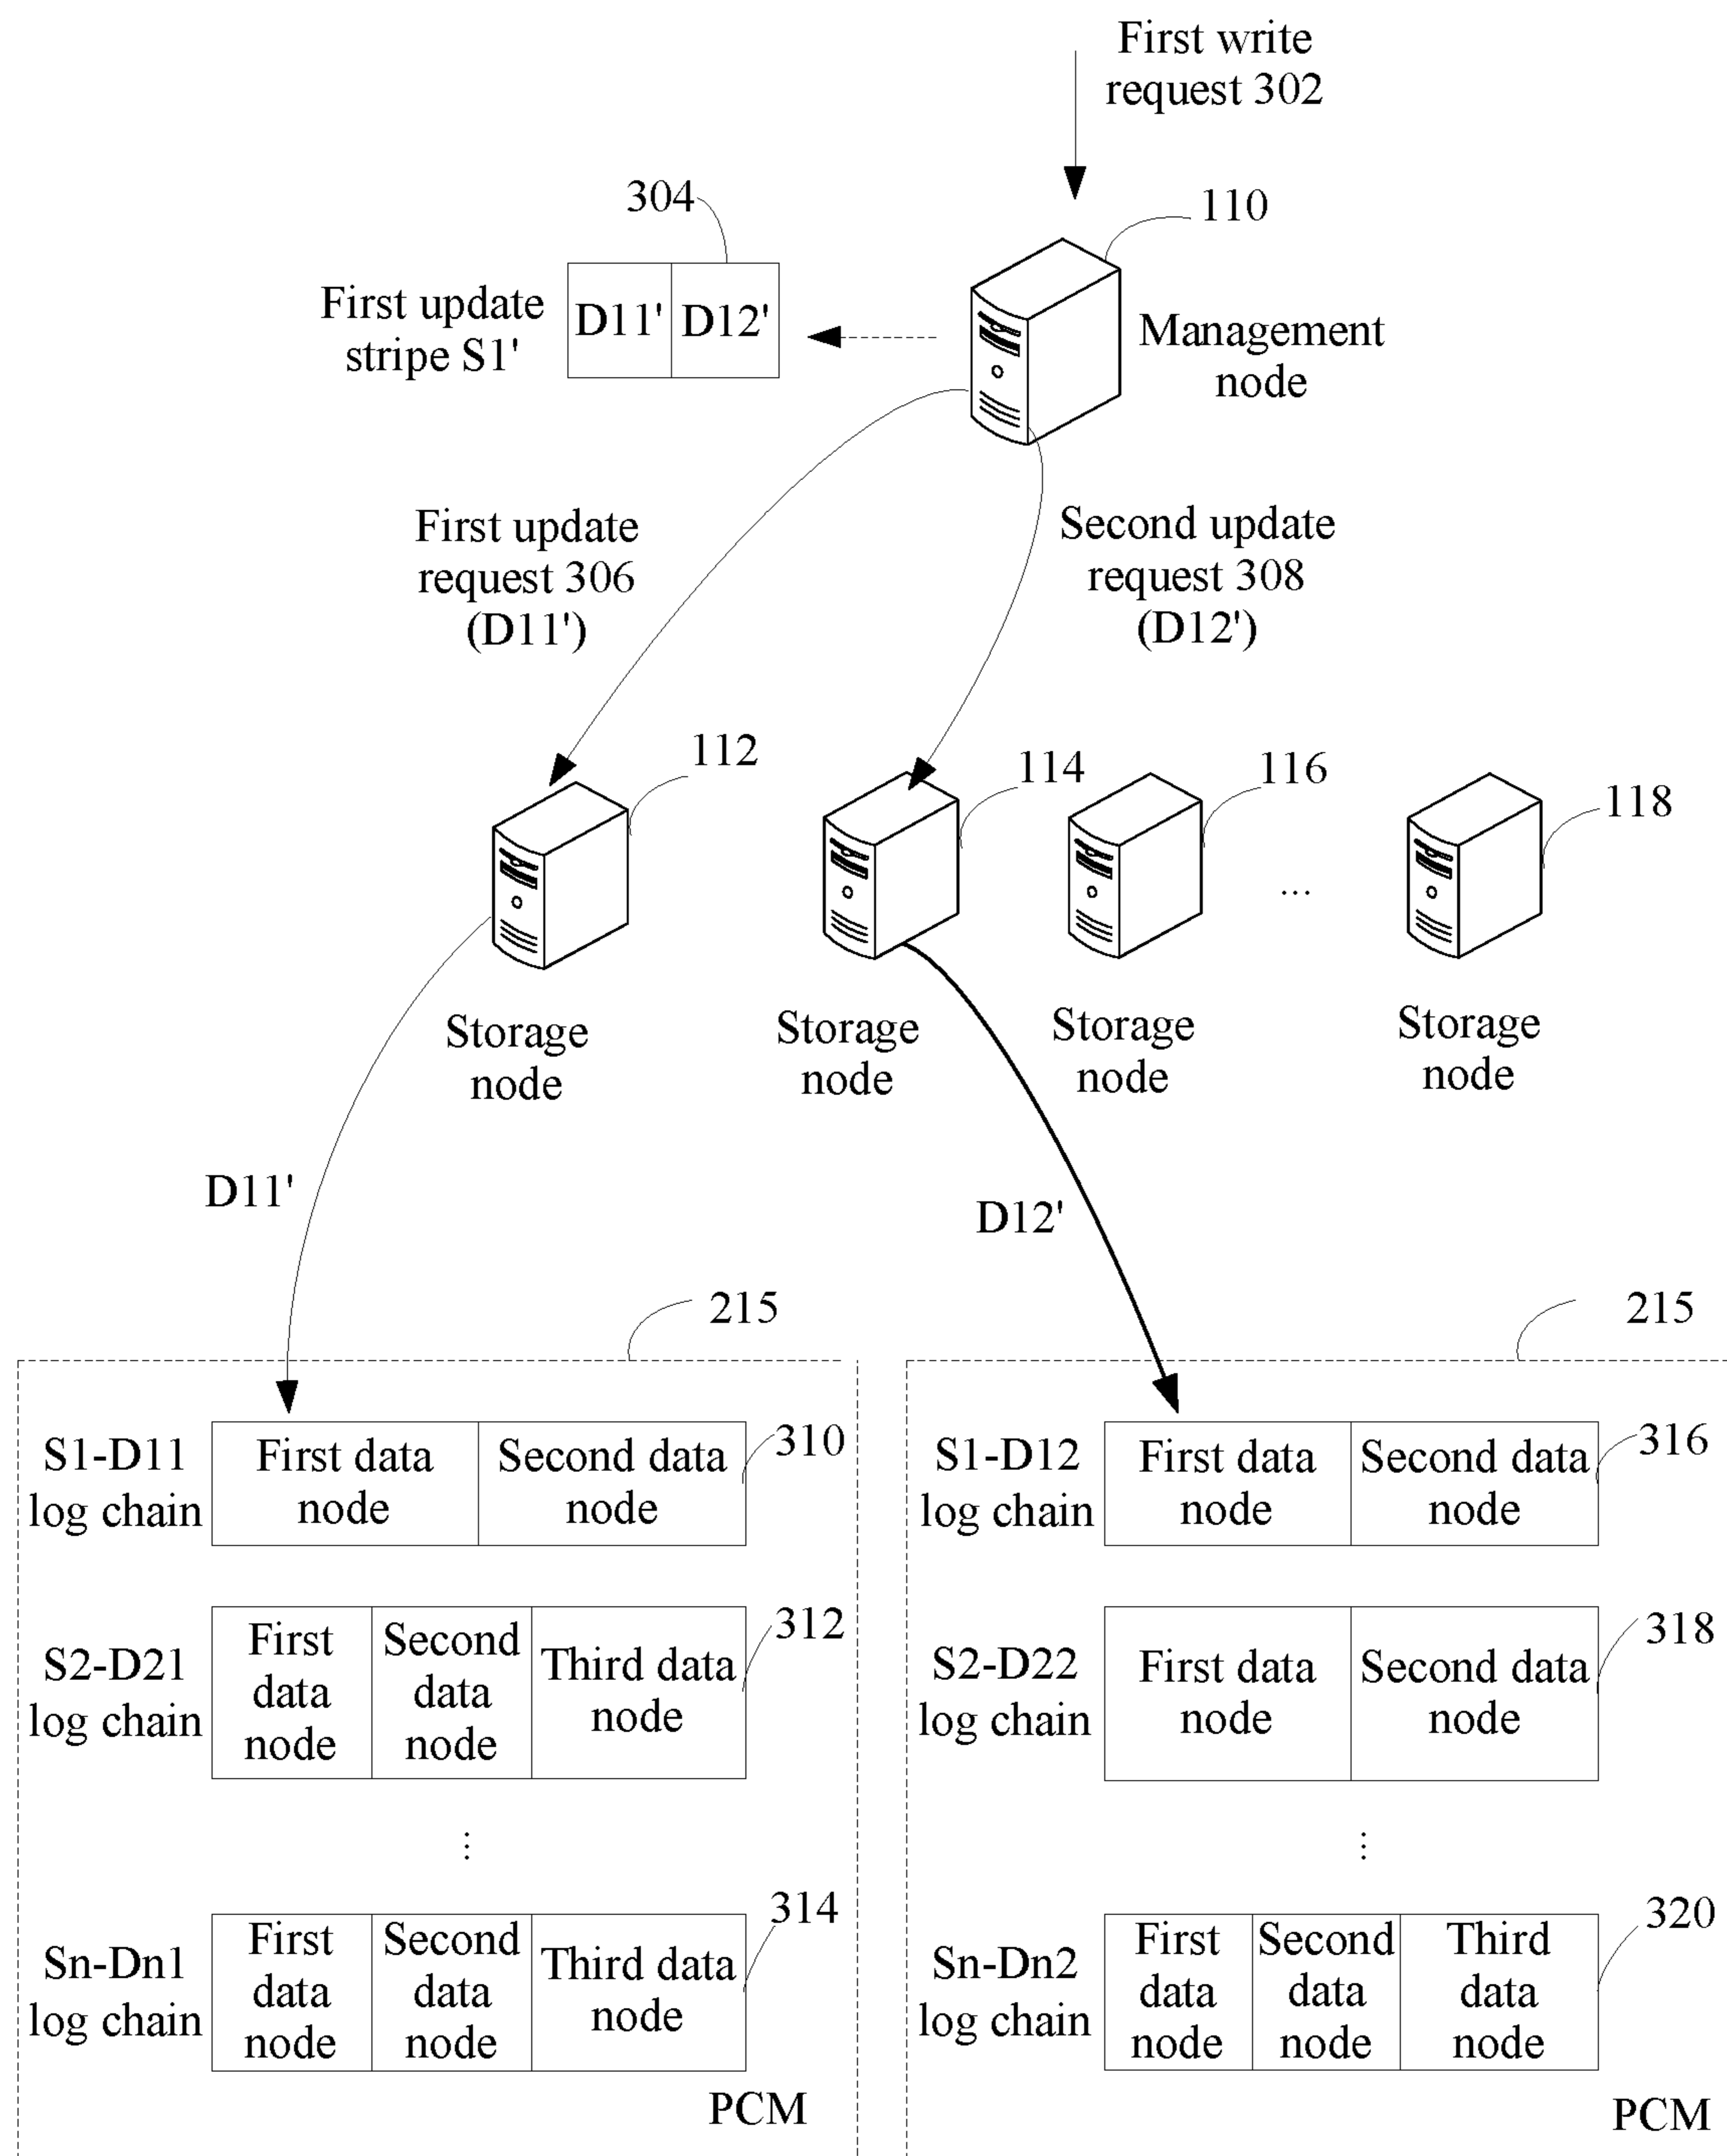 First write
request 302
304
110
First update
stripe S1'
D11'
D12'
Management
node
First update
request 306
(D11')
Second update
request 308
(D12')
112
114
116
118
...
Storage
node
Storage
node
Storage
node
Storage
node
D11'
D12'
215
215
S1-D11
log chain
First data
node
Second data
node
310
S2-D21
log chain
First
data
node
Second
data
node
Third data
node
312
...
Sn-Dn1
log chain
First
data
node
Second
data
node
Third data
node
314
PCM
S1-D12
log chain
First data
node
Second data
node
316
S2-D22
log chain
First data
node
Second data
node
318
...
Sn-Dn2
log chain
First
data
node
Second
data
node
Third
data
node
320
PCM